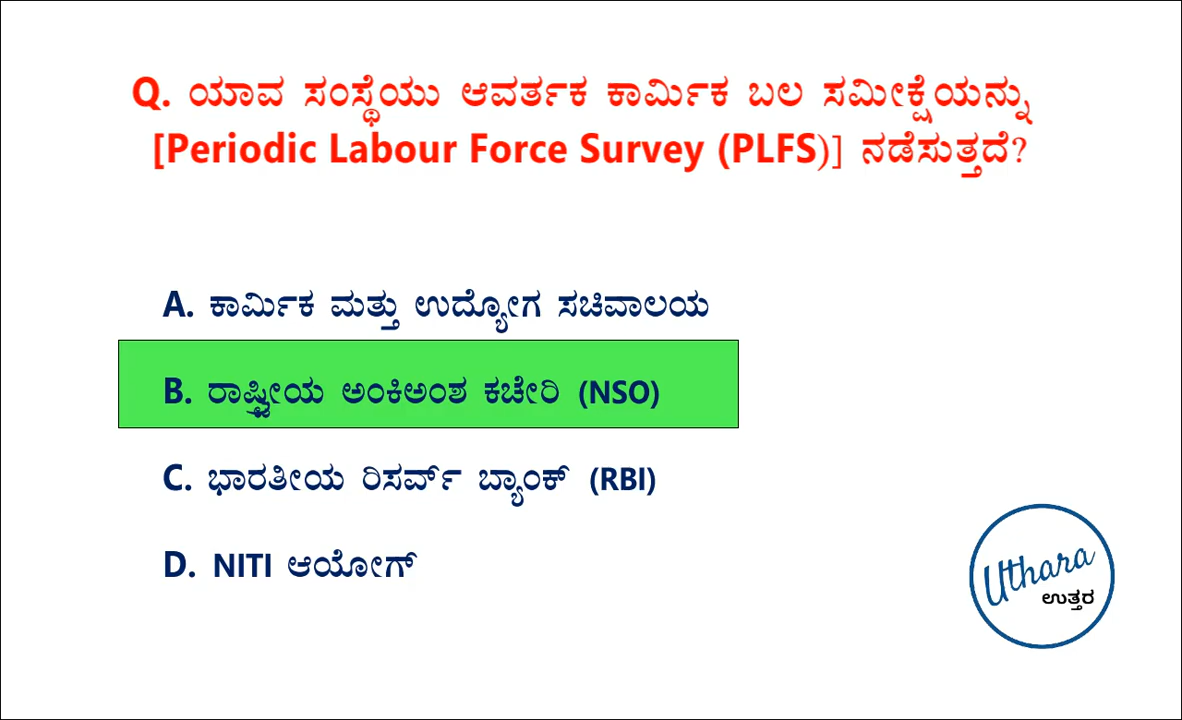 Q. ಯಾವ ಸಂಸ್ಥೆಯು ಆವರ್ತಕ ಕಾರ್ಮಿಕ ಬಲ ಸಮೀಕ್ಷೆಯನ್ನು
[Periodic Labour Force Survey (PLFS)] ನಡೆಸುತ್ತದೆ?
A. ಕಾರ್ಮಿಕ ಮತ್ತು ಉದ್ಯೋಗ ಸಚಿವಾಲಯ
B. ರಾಷ್ಟ್ರೀಯ ಅಂಕಿಅಂಶ ಕಚೇರಿ (NSO)
C. ಭಾರತೀಯ ರಿಸರ್ವ್ ಬ್ಯಾಂಕ್ (RBI)
D. NITI ಆಯೋಗ್
Uthara
ಉತ್ತರ